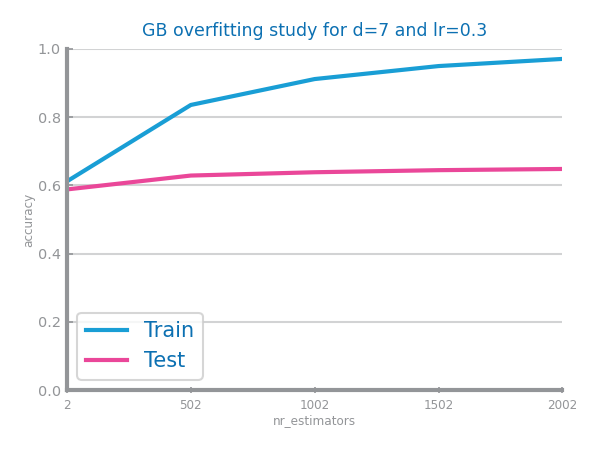 GB overfitting study for d=7 and lr=0.3
1.0
0.8
0.6
0.4
0.2
0.0
accuracy
Train
Test
2 502 1002 1502 2002
nr_estimators